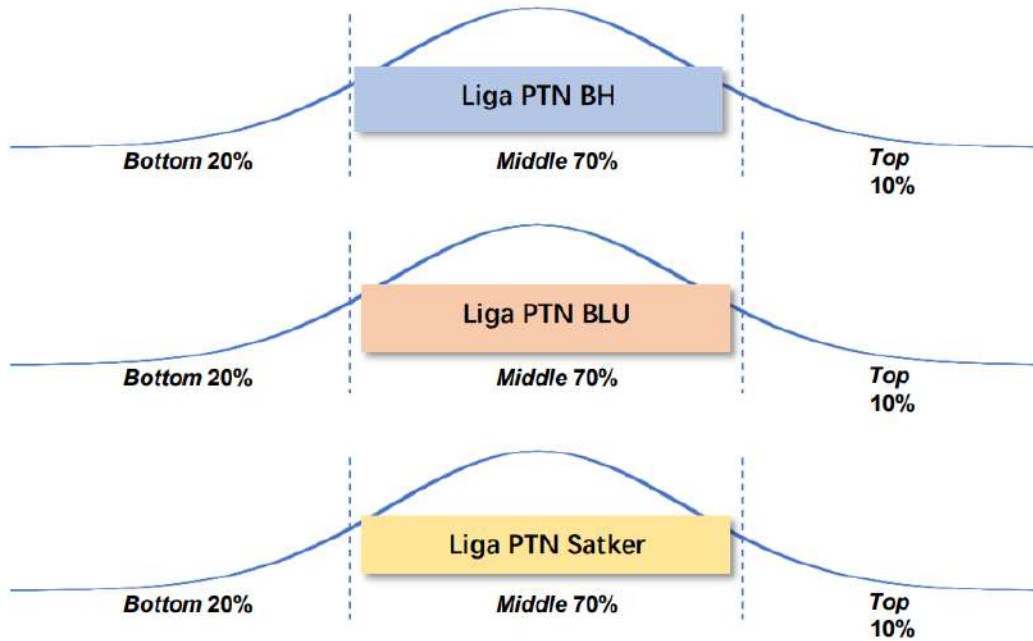 Liga PTN BH
Bottom 20%
Middle 70%
Top
10%
Liga PTN BLU
Bottom 20%
Middle 70%
Top
10%
Liga PTN Satker
Bottom 20%
Middle 70%
Top
10%